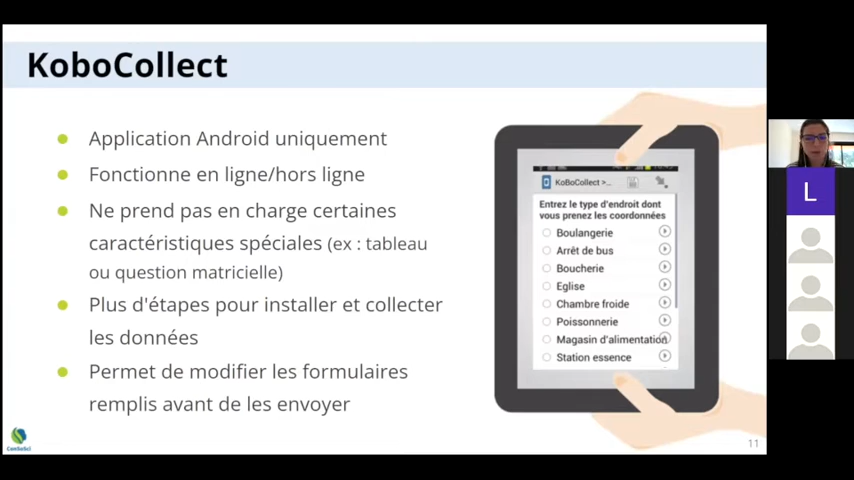 KoboCollect
Application Android uniquement
Fonctionne en ligne/hors ligne
Ne prend pas en charge certaines
caractéristiques spéciales (ex : tableau
ou question matricielle)
Plus d'étapes pour installer et collecter
les données
Permet de modifier les formulaires
remplis avant de les envoyer
KoBoCollect >...
Entrez le type d'endroit dont
vous prenez les coordonnées
Boulangerie
Arrêt de bus
Boucherie
Eglise
Chambre froide
Poissonnerie
Magasin d'alimentation
Station essence
L
11